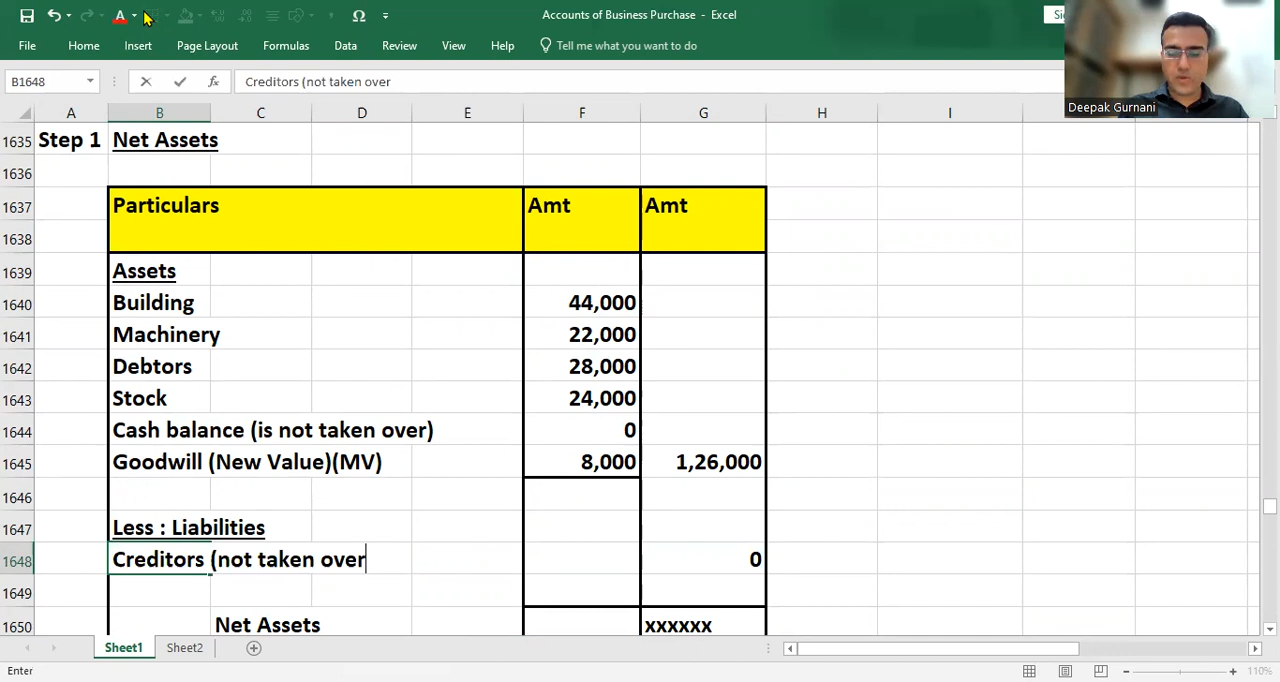 Accounts of Business Purchase - Excel
Ω
File Home Insert Page Layout Formulas Data Review View Help Tell me what you want to do
Deepak Gurnani
B1648 fx Creditors (not taken over
A B C D E F G H I
1635 Step 1 Net Assets
1636
1637 Particulars Amt Amt
1638
1639 Assets
1640 Building 44,000
1641 Machinery 22,000
1642 Debtors 28,000
1643 Stock 24,000
1644 Cash balance (is not taken over) 0
1645 Goodwill (New Value)(MV) 8,000 1,26,000
1646
1647 Less : Liabilities
1648 Creditors (not taken over 0
1649
1650 Net Assets xxxxxx
Sheet1 Sheet2
Enter 110%